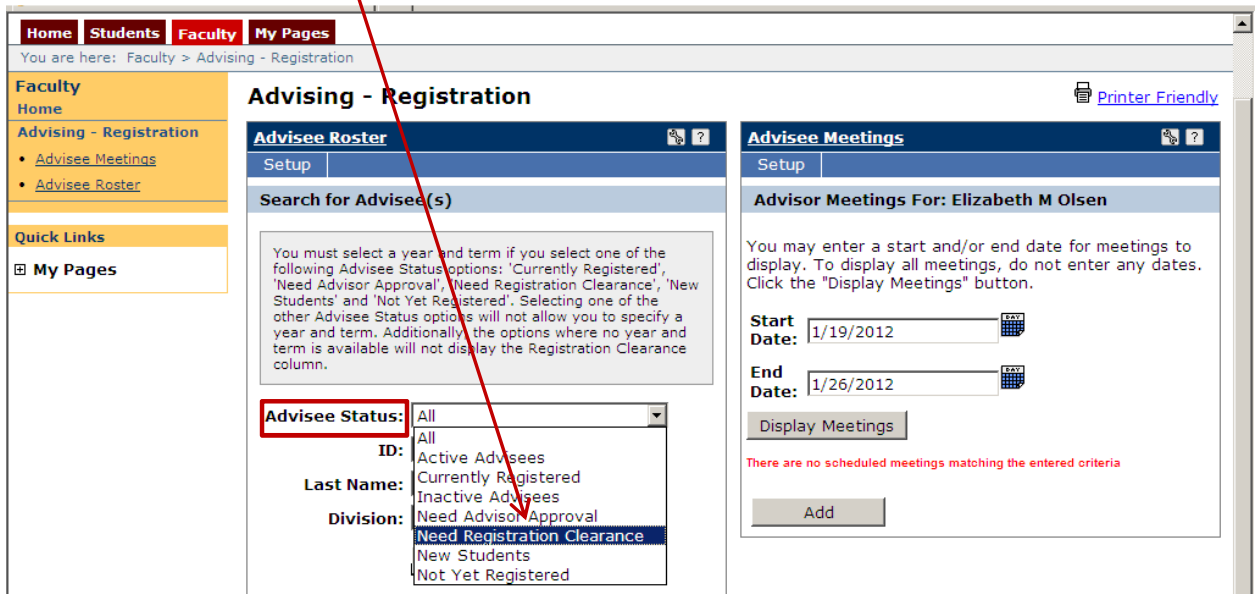 Home Students Faculty My Pages
You are here: Faculty > Advising - Registration
Faculty
Home
Advising - Registration
Advisee Meetings
Advisee Roster
Quick Links
My Pages
Advising - Registration
Printer Friendly
Advisee Roster
?
Setup
Search for Advisee(s)
You must select a year and term if you select one of the
following Advisee Status options: 'Currently Registered',
'Need Advisor Approval', 'Need Registration Clearance', 'New
Students' and 'Not Yet Registered'. Selecting one of the
other Advisee Status options will not allow you to specify a
year and term. Additionally, the options where no year and
term is available will not display the Registration Clearance
column.
Advisee Status: All
ID:
Last Name:
Division:
All
Active Advisees
Currently Registered
Inactive Advisees
Need Advisor Approval
Need Registration Clearance
New Students
Not Yet Registered
Advisee Meetings
?
Setup
Advisor Meetings For: Elizabeth M Olsen
You may enter a start and/or end date for meetings to
display. To display all meetings, do not enter any dates.
Click the "Display Meetings" button.
Start
Date: 1/19/2012
DAY
End
Date: 1/26/2012
DAY
Display Meetings
There are no scheduled meetings matching the entered criteria
Add